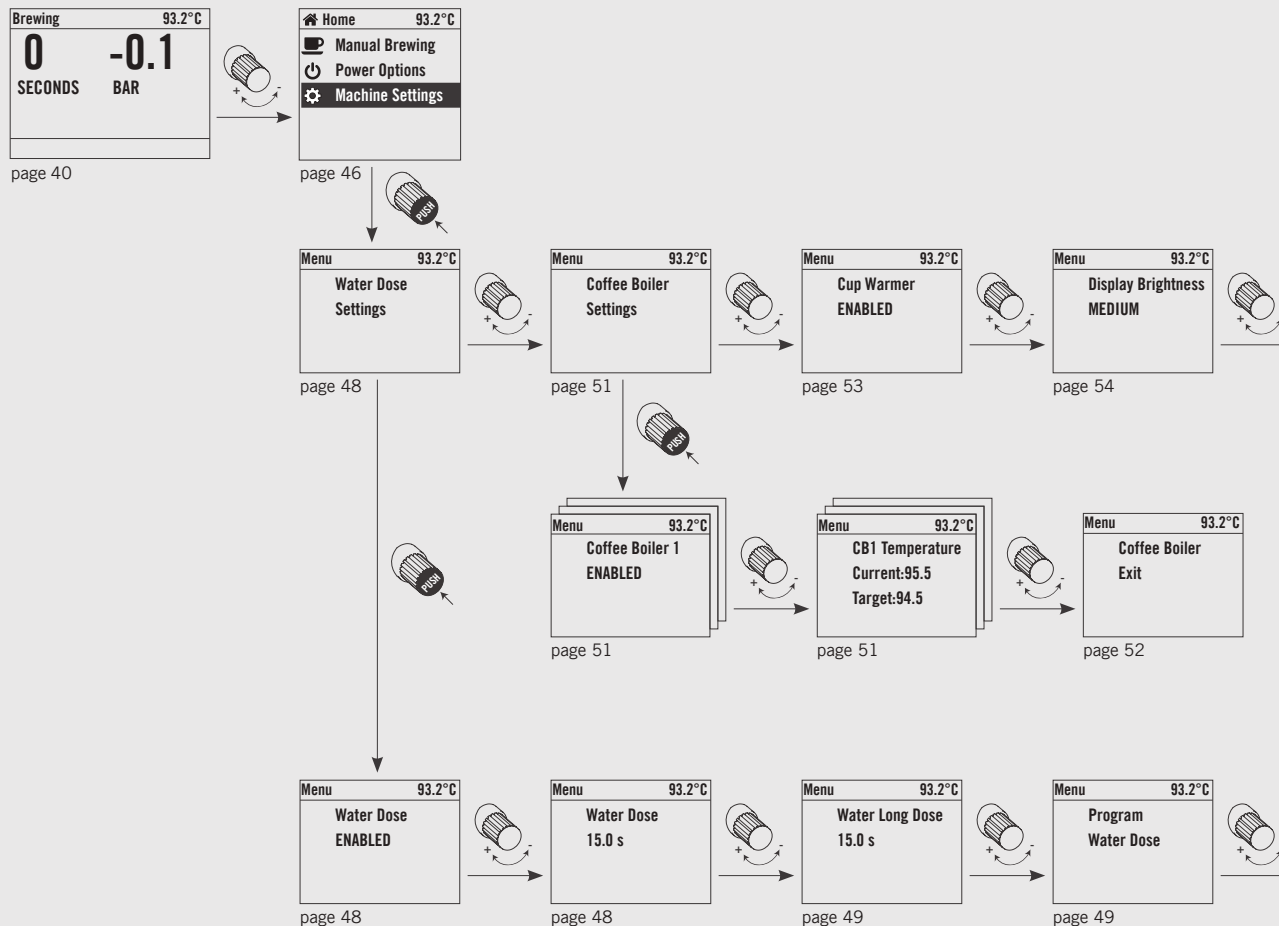 Brewing 93.2°C
0 -0.1
SECONDS BAR
page 40
+ -
Home 93.2°C
Manual Brewing
Power Options
Machine Settings
page 46
PUSH
Menu 93.2°C
Water Dose
Settings
page 48
+ -
Menu 93.2°C
Coffee Boiler
Settings
page 51
+ -
Menu 93.2°C
Cup Warmer
ENABLED
page 53
+ -
Menu 93.2°C
Display Brightness
MEDIUM
page 54
+
PUSH
PUSH
Menu 93.2°C
Coffee Boiler 1
ENABLED
page 51
+ -
Menu 93.2°C
CB1 Temperature
Current:95.5
Target:94.5
page 51
+ -
Menu 93.2°C
Coffee Boiler
Exit
page 52
Menu 93.2°C
Water Dose
ENABLED
page 48
+ -
Menu 93.2°C
Water Dose
15.0 s
page 48
+ -
Menu 93.2°C
Water Long Dose
15.0 s
page 49
+ -
Menu 93.2°C
Program
Water Dose
page 49
+